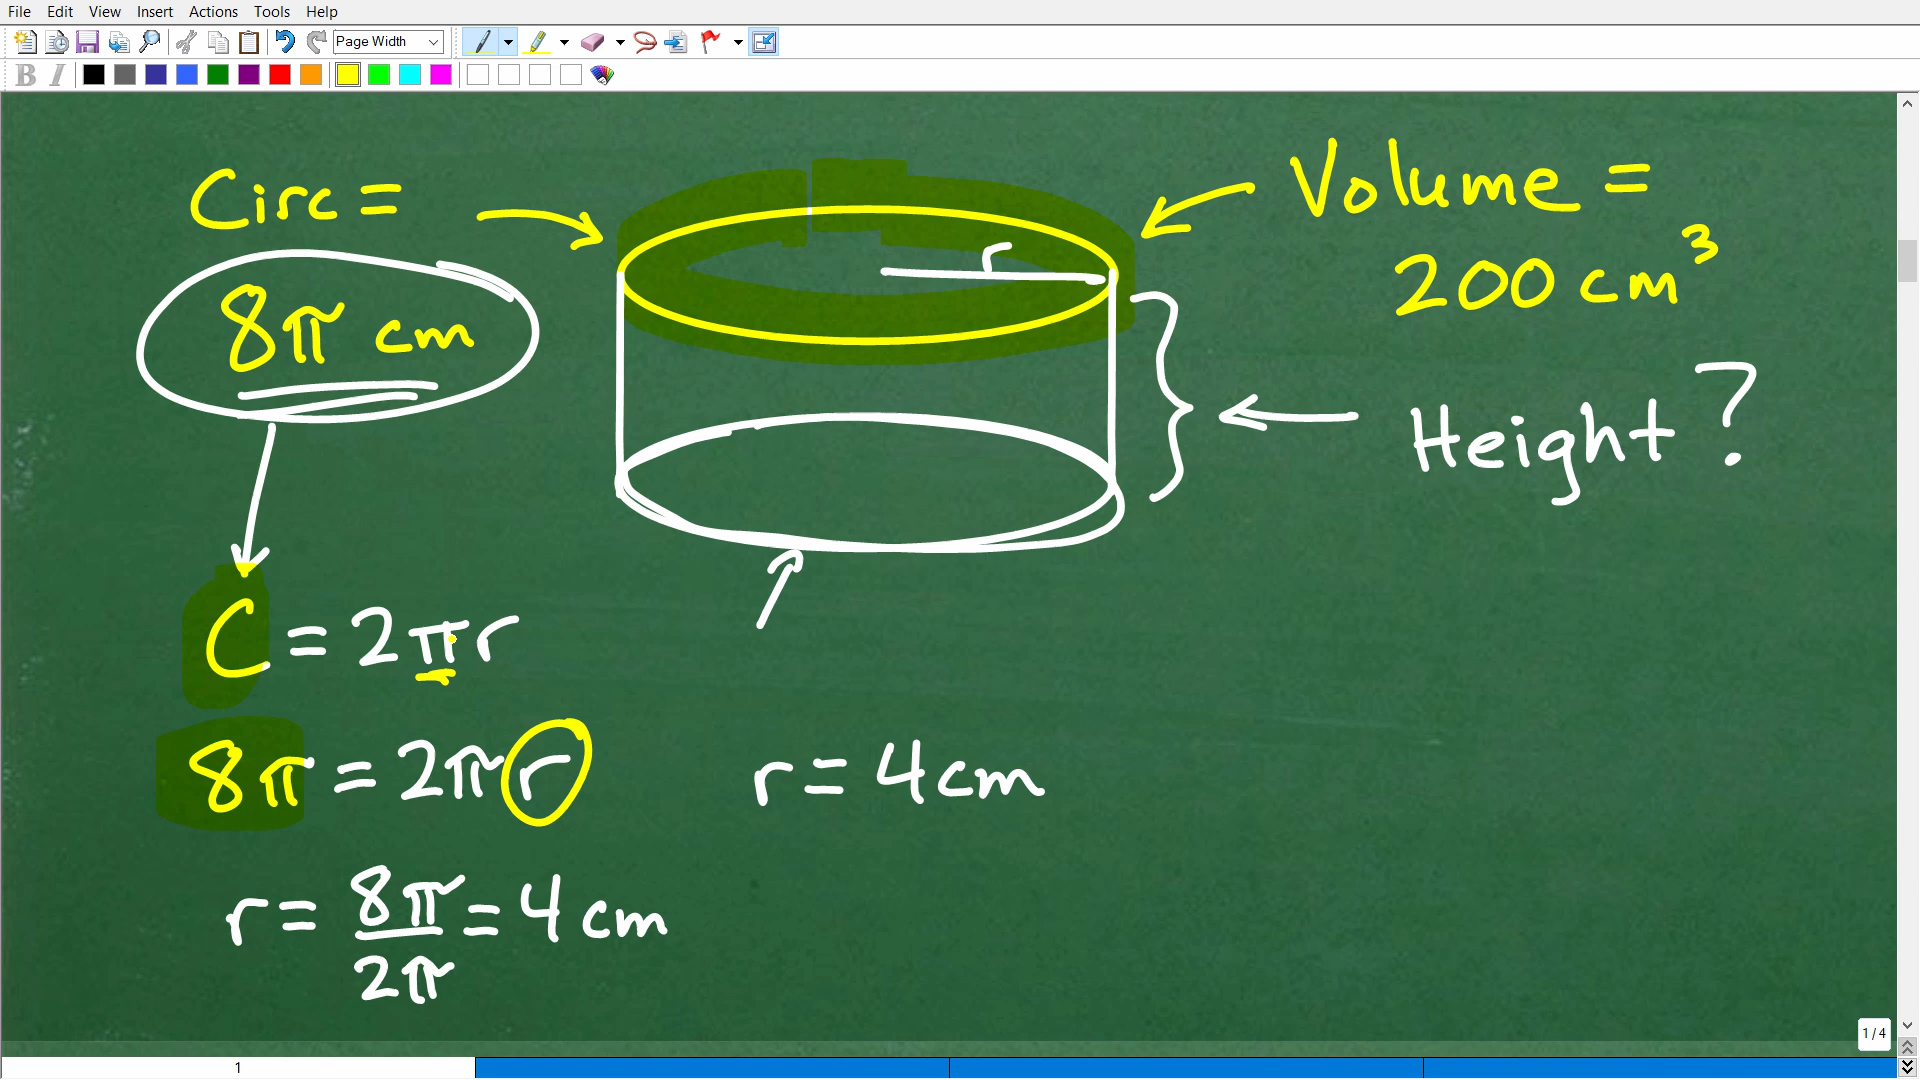 File Edit View Insert Actions Tools Help
Page Width
B I
Circ =
8π cm
r
Volume =
200 cm³
Height ?
C = 2πr
8π = 2πr
r = 4cm
r = 8π/2π = 4 cm
1 / 4
1